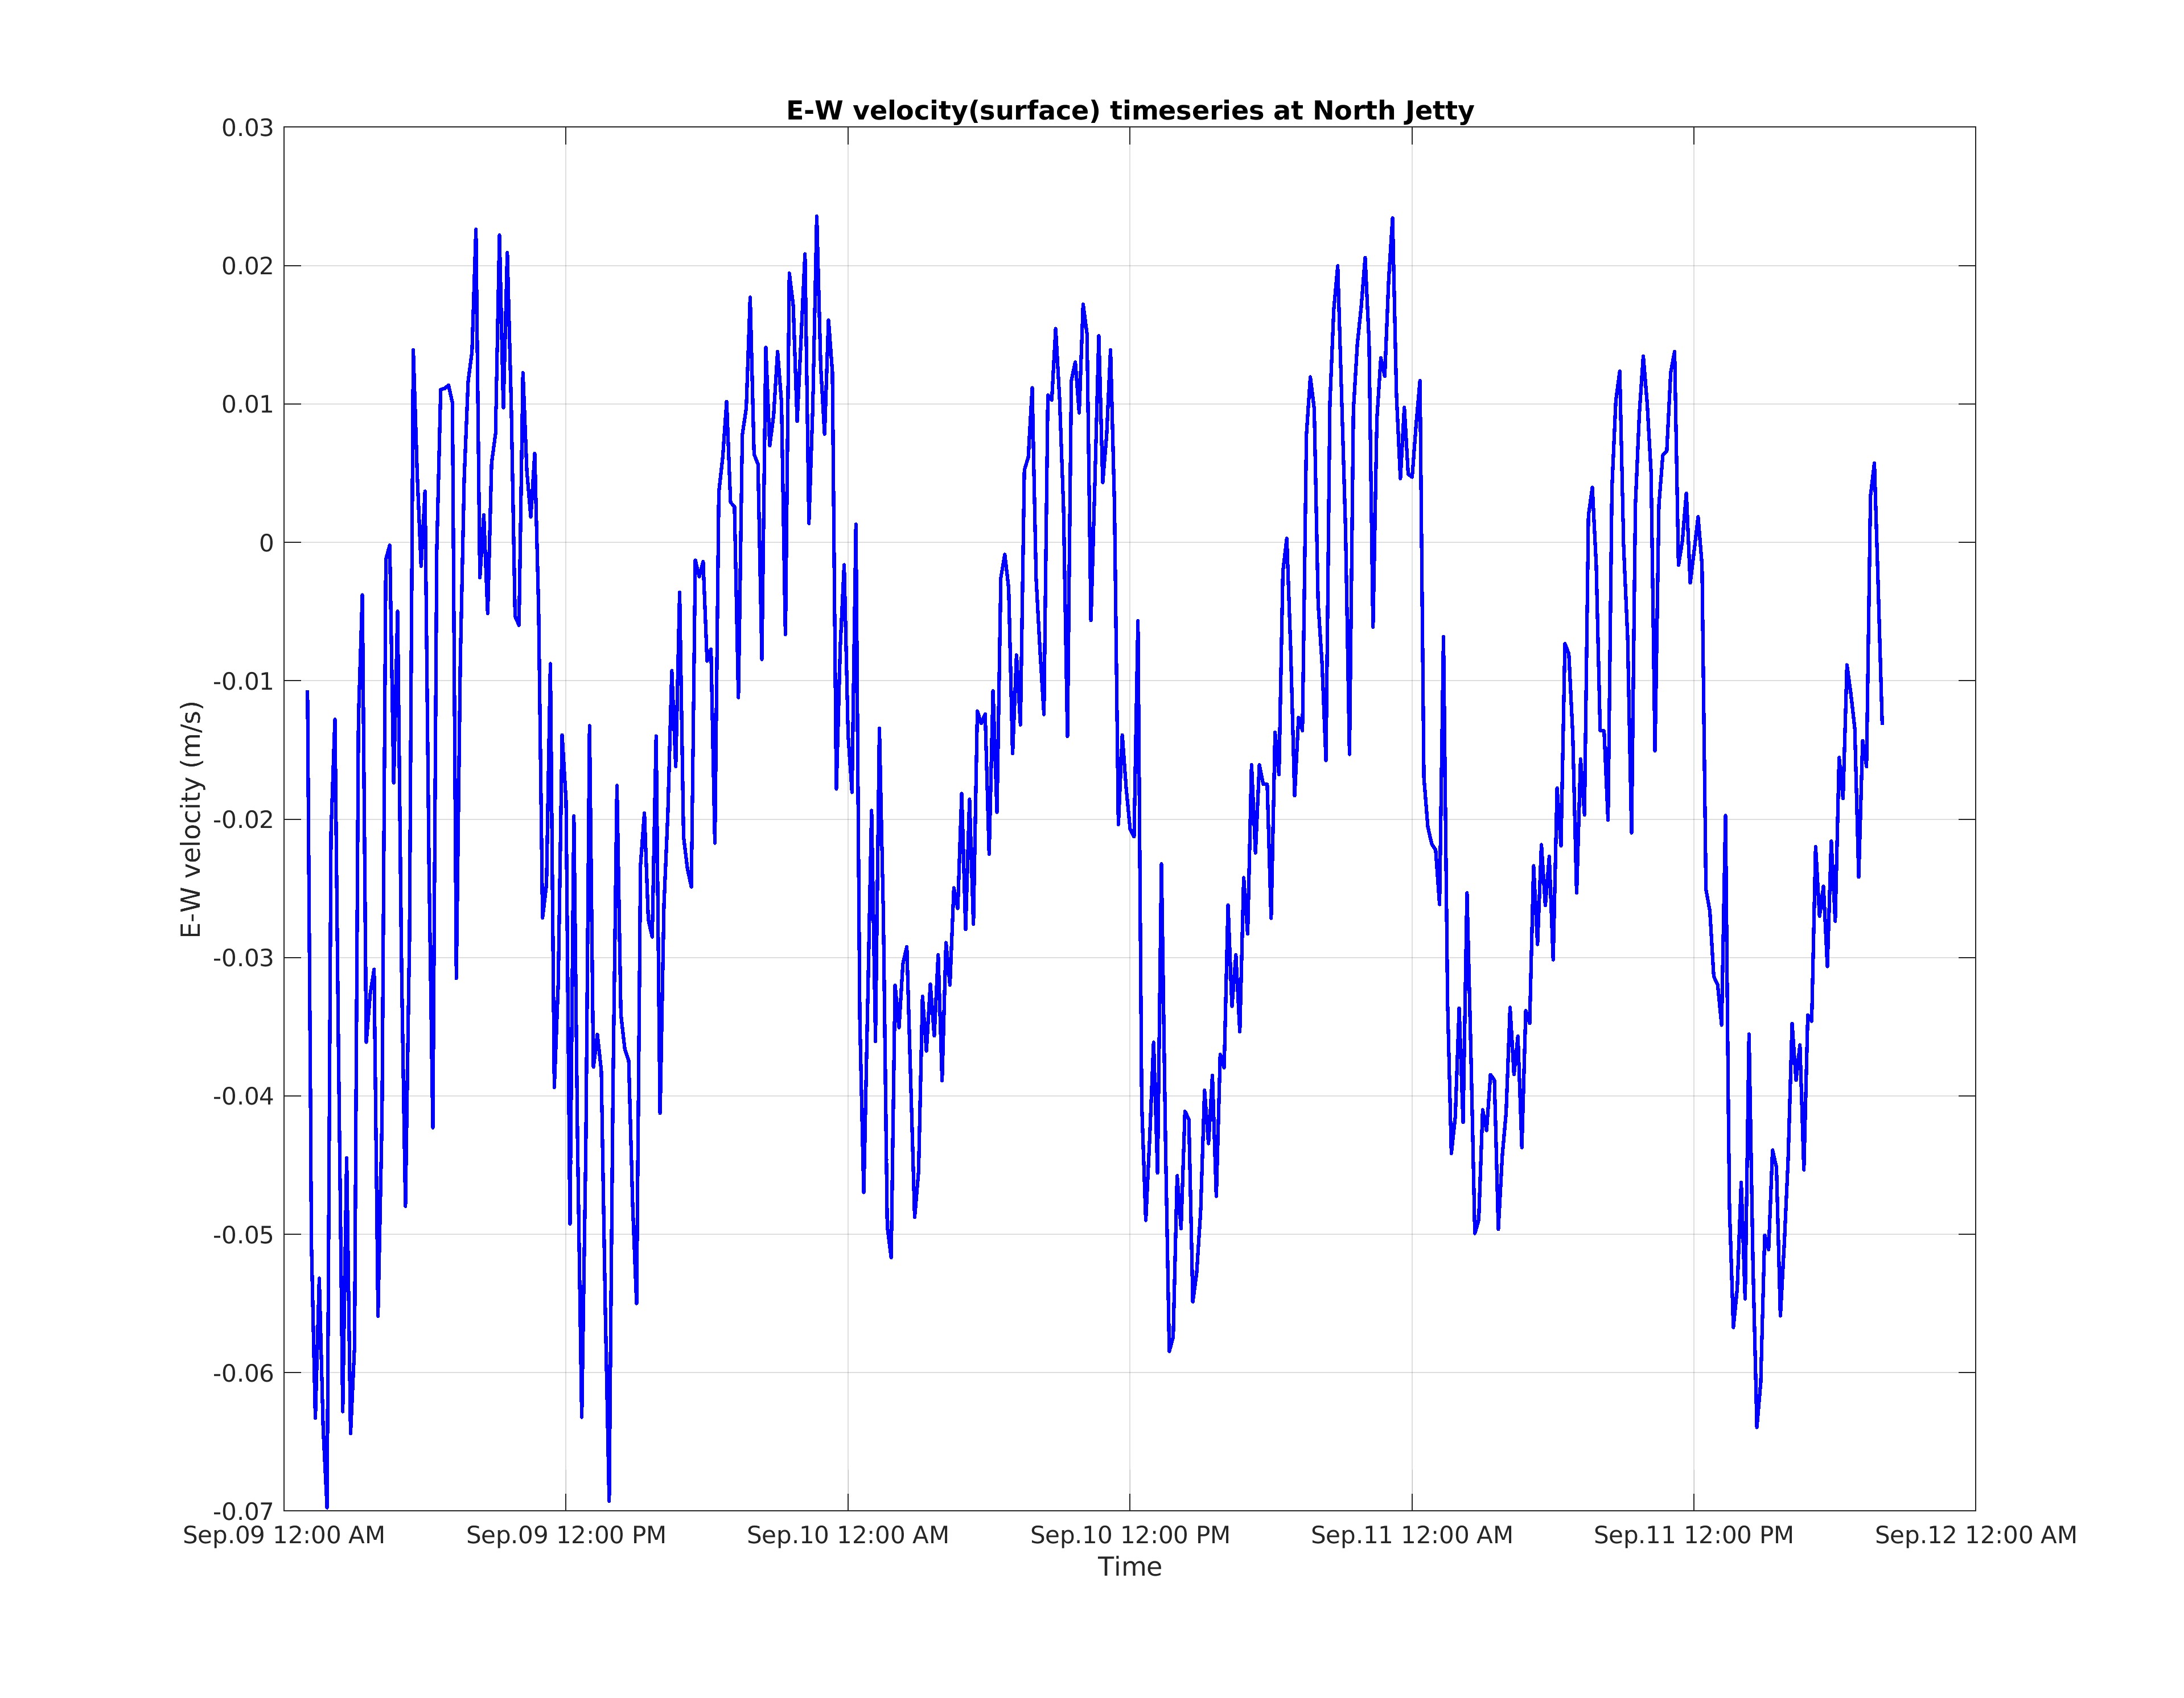 E-W velocity(surface) timeseries at North Jetty
0.03
0.02
0.01
0
-0.01
-0.02
-0.03
-0.04
-0.05
-0.06
-0.07
E-W velocity (m/s)
Sep.09 12:00 AM Sep.09 12:00 PM Sep.10 12:00 AM Sep.10 12:00 PM Sep.11 12:00 AM Sep.11 12:00 PM Sep.12 12:00 AM
Time